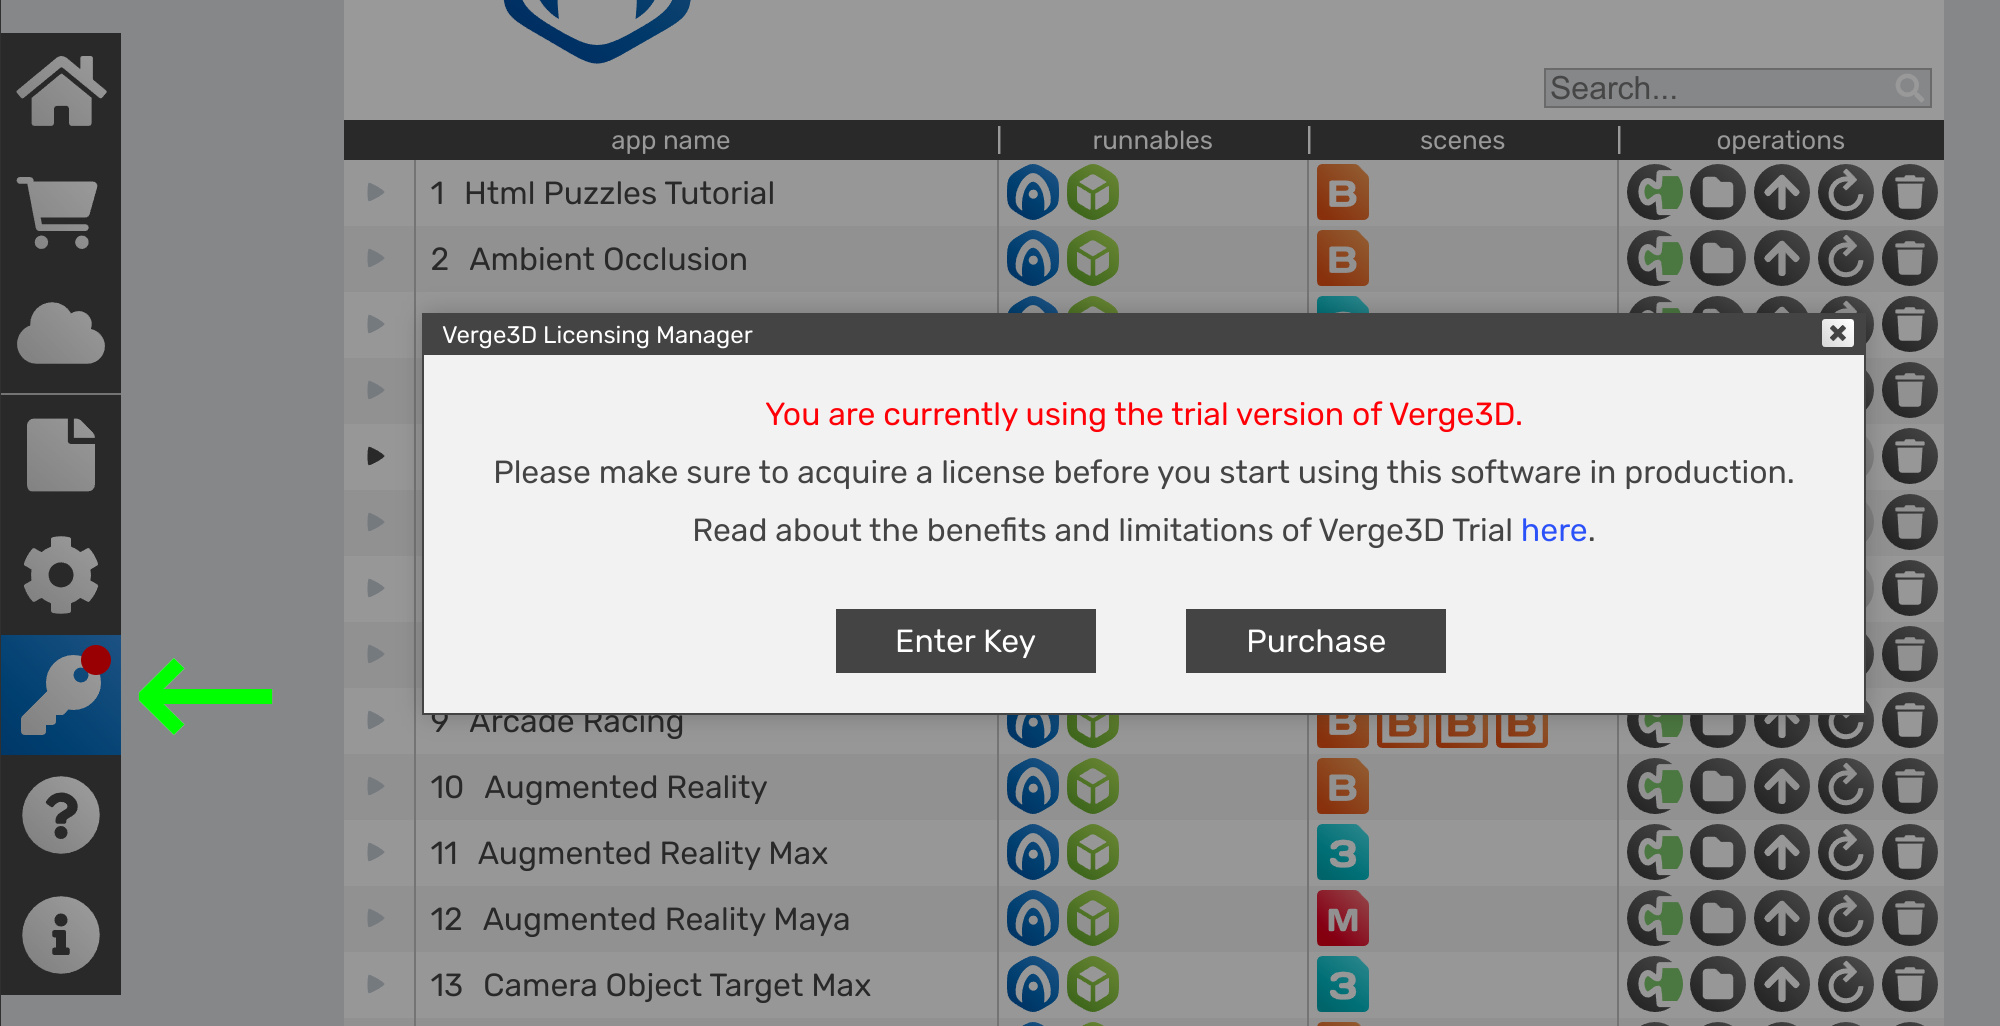 Search...
app name runnables scenes operations
1 Html Puzzles Tutorial B
2 Ambient Occlusion B
Verge3D Licensing Manager
You are currently using the trial version of Verge3D.
Please make sure to acquire a license before you start using this software in production.
Read about the benefits and limitations of Verge3D Trial here.
Enter Key Purchase
9 Arcade Racing B B B B
10 Augmented Reality B
11 Augmented Reality Max 3
12 Augmented Reality Maya M
13 Camera Object Target Max 3